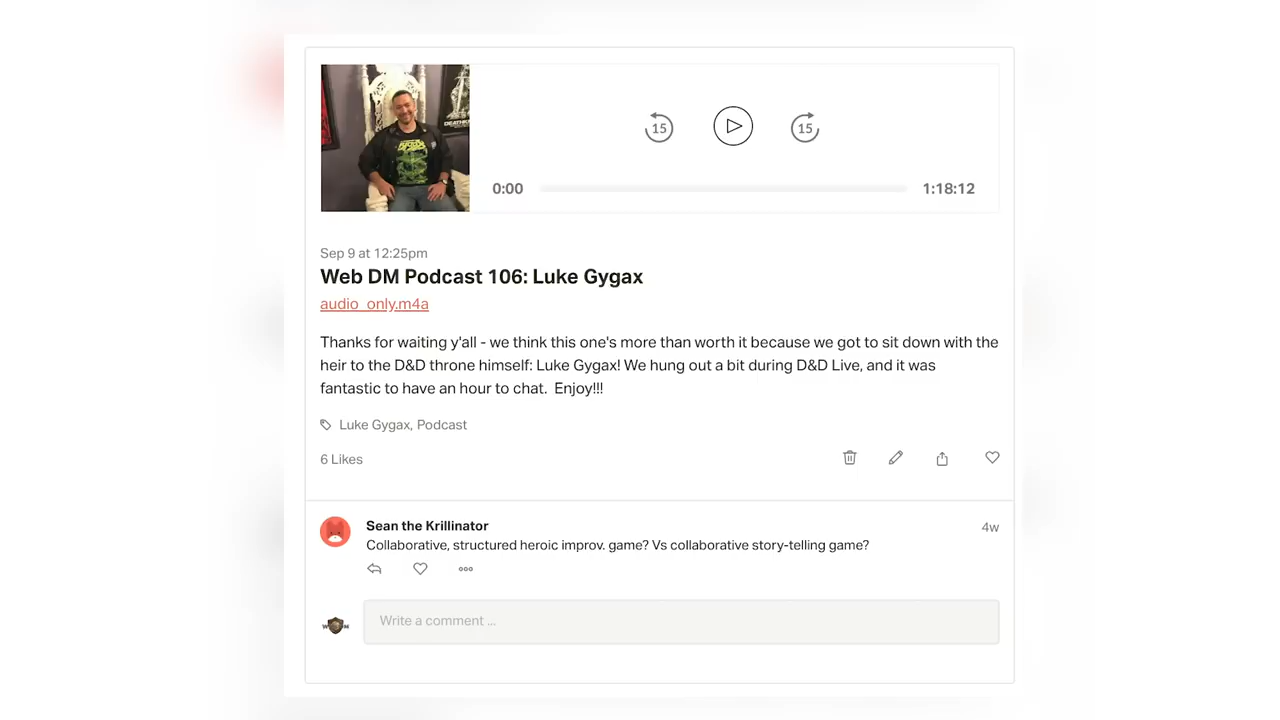 15
15
0:00
1:18:12
Sep 9 at 12:25pm
Web DM Podcast 106: Luke Gygax
audio_only.m4a
Thanks for waiting y'all - we think this one's more than worth it because we got to sit down with the
heir to the D&D throne himself: Luke Gygax! We hung out a bit during D&D Live, and it was
fantastic to have an hour to chat.  Enjoy!!!
Luke Gygax, Podcast
6 Likes
Sean the Krillinator
4w
Collaborative, structured heroic improv. game? Vs collaborative story-telling game?
Write a comment ...